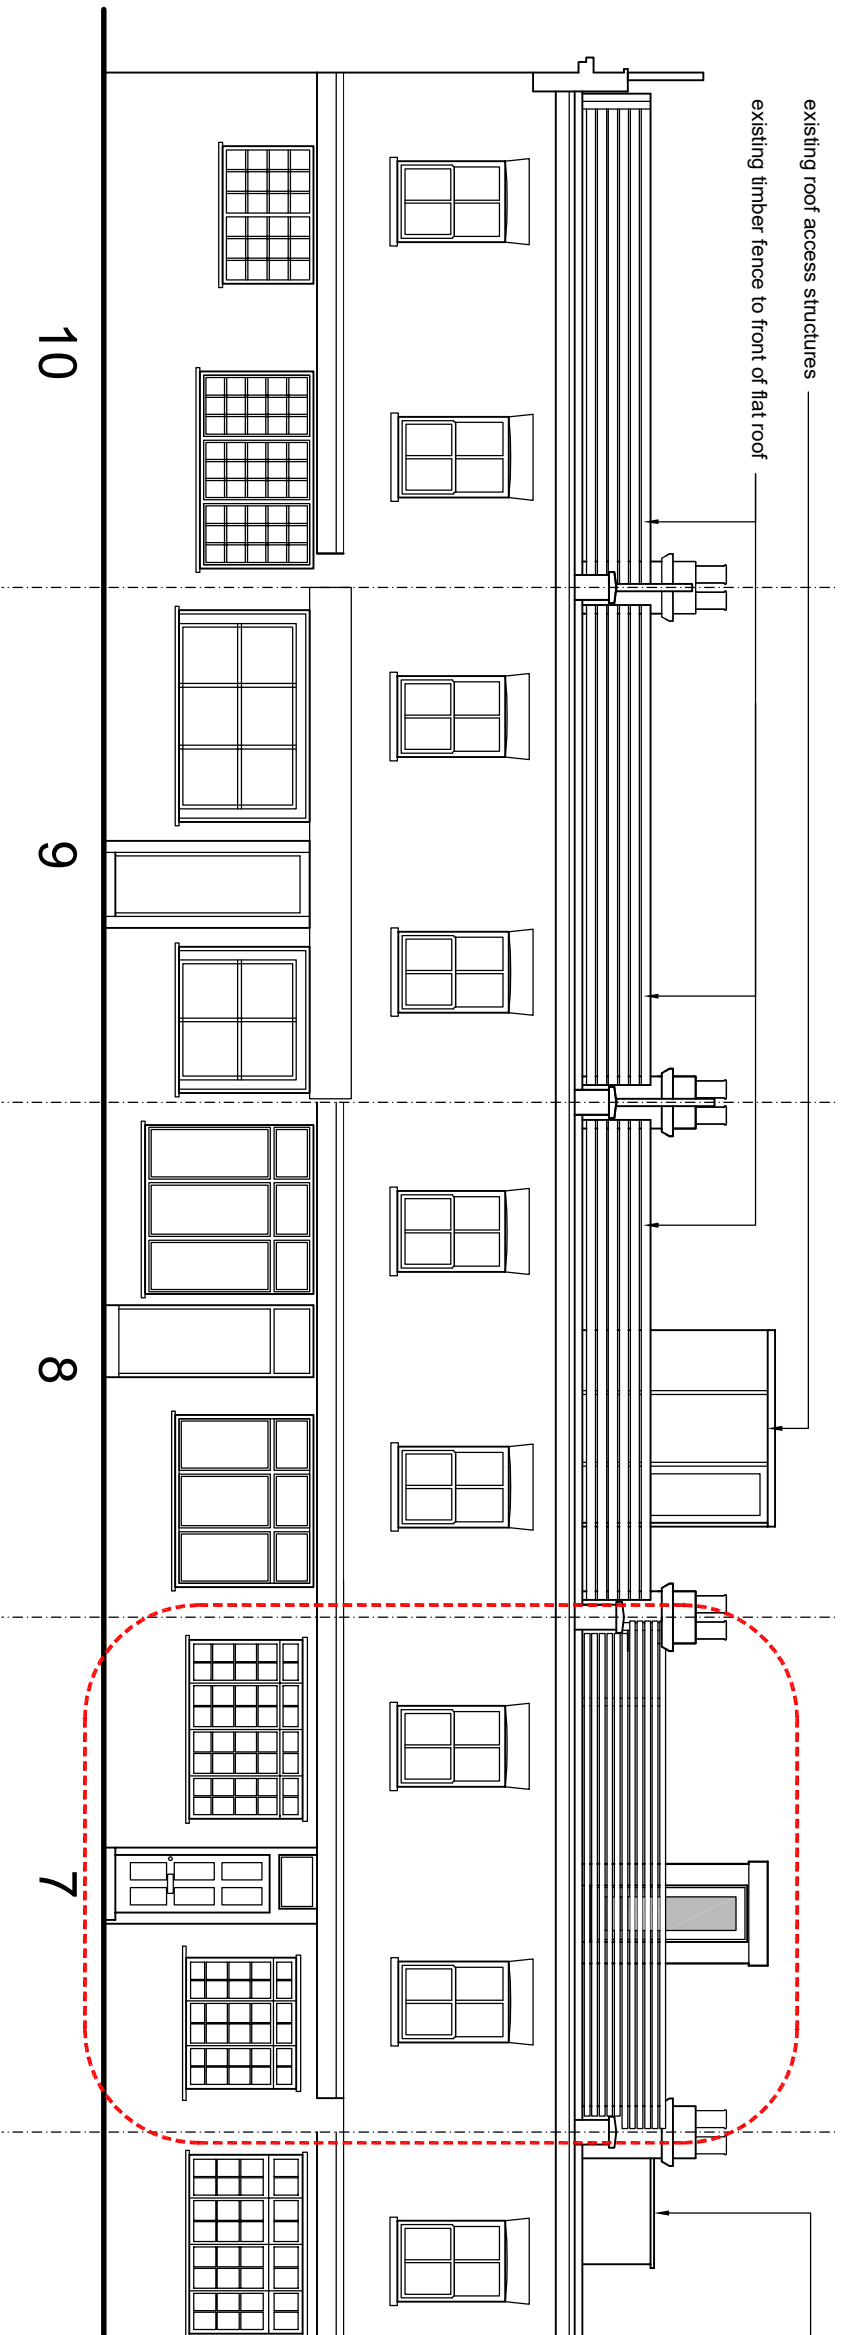 existing roof access structures
existing timber fence to front of flat roof
10
9
8
7